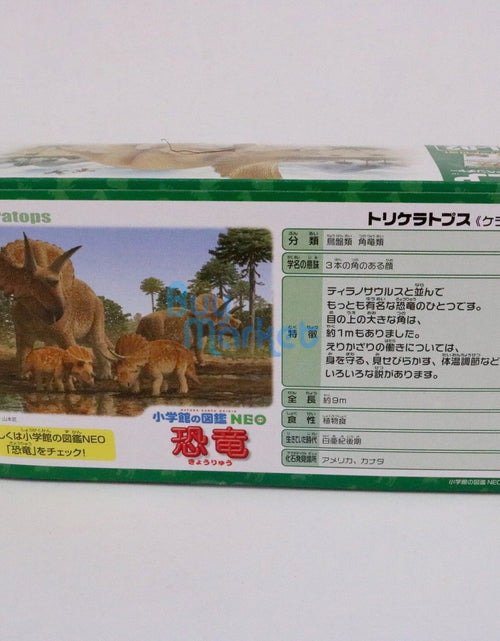 ratops
トリケラトプス《ケラ
分類 鳥盤類 角竜類
学名の意味 3本の角のある顔
特徴 ティラノサウルスと並んで
もっとも有名な恐竜のひとつです。
目の上の大きな角は、
約1mもありました。
えりかざりの働きについては、
身を守る、見せびらかす、体温調節など
いろいろな説があります。
全長 約9m
食性 植物食
生きていた時代 白亜紀後期
化石発見場所 アメリカ、カナダ
Buy Market
小学館の図鑑 NEO
恐竜
きょうりゅう
しくは小学館の図鑑NEO
「恐竜」をチェック!
小学館の図鑑 NEO